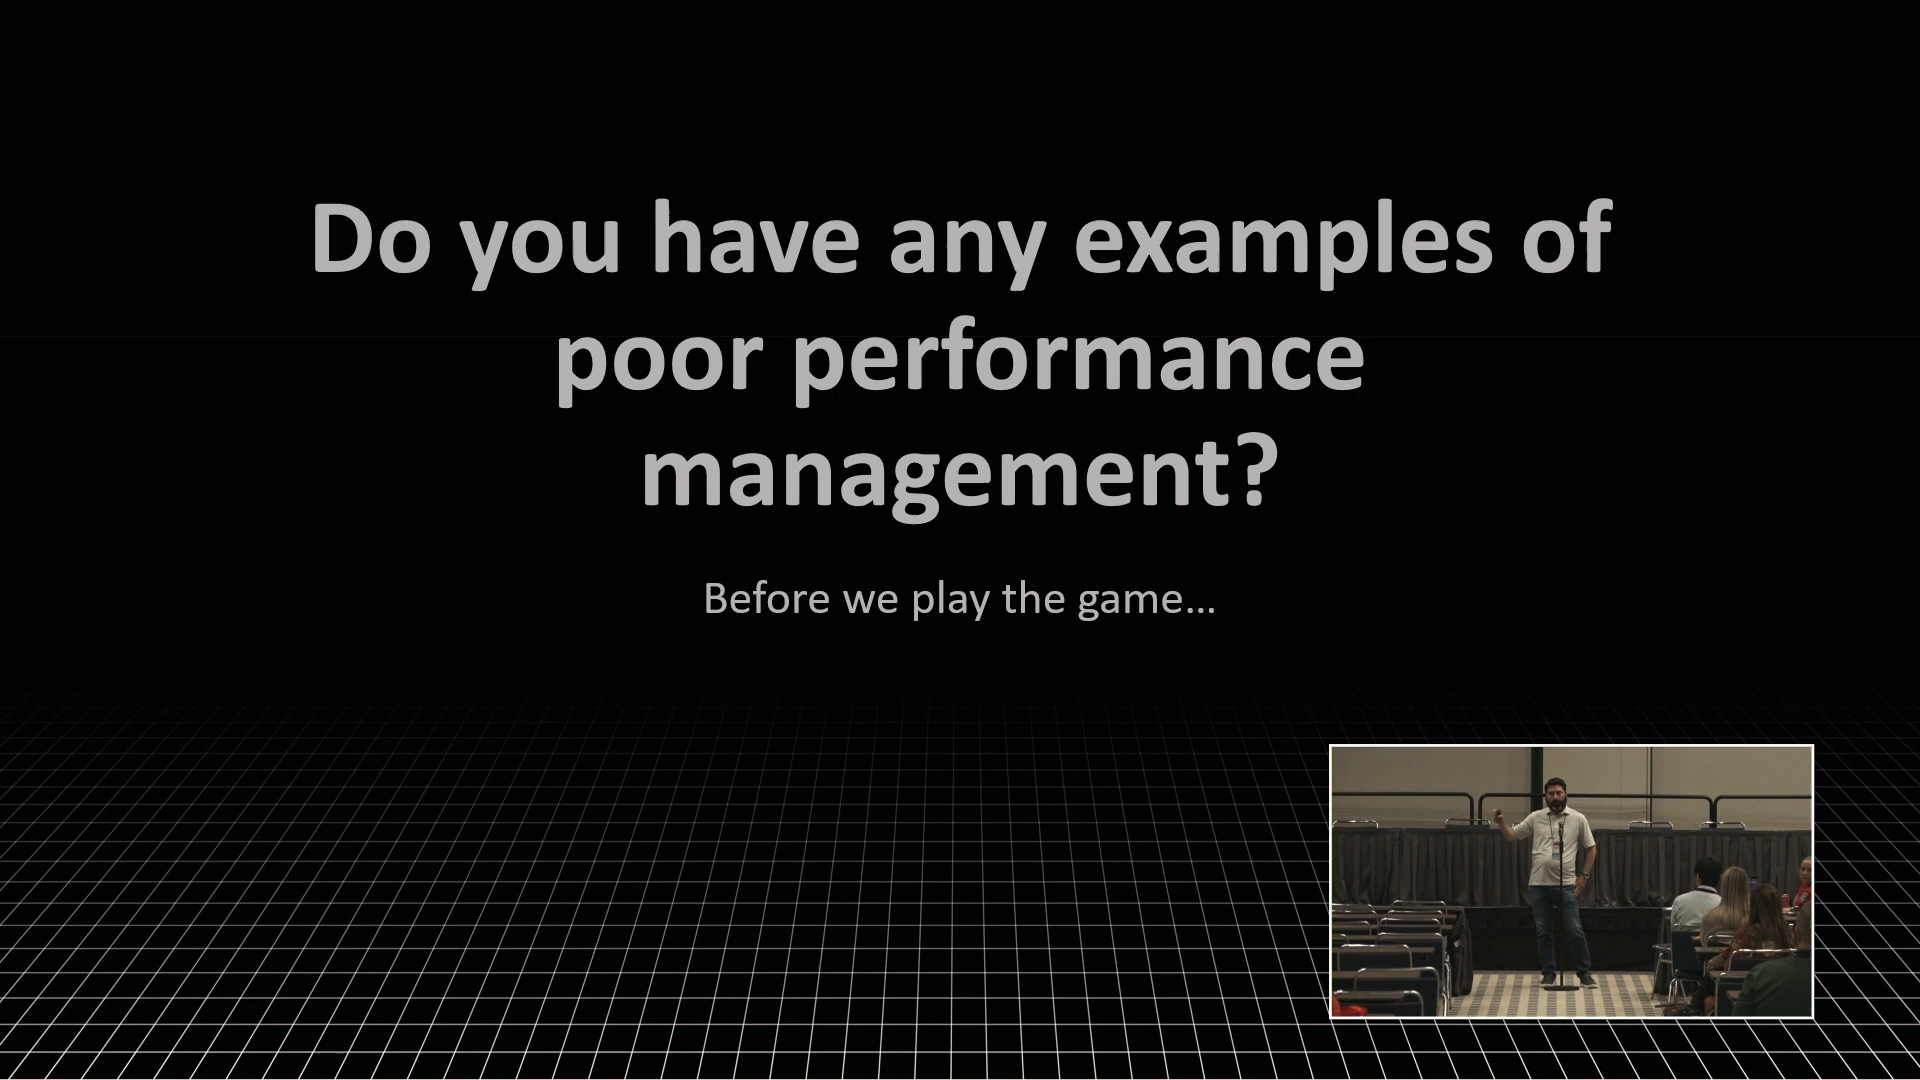 Do you have any examples of
poor performance
management?
Before we play the game...